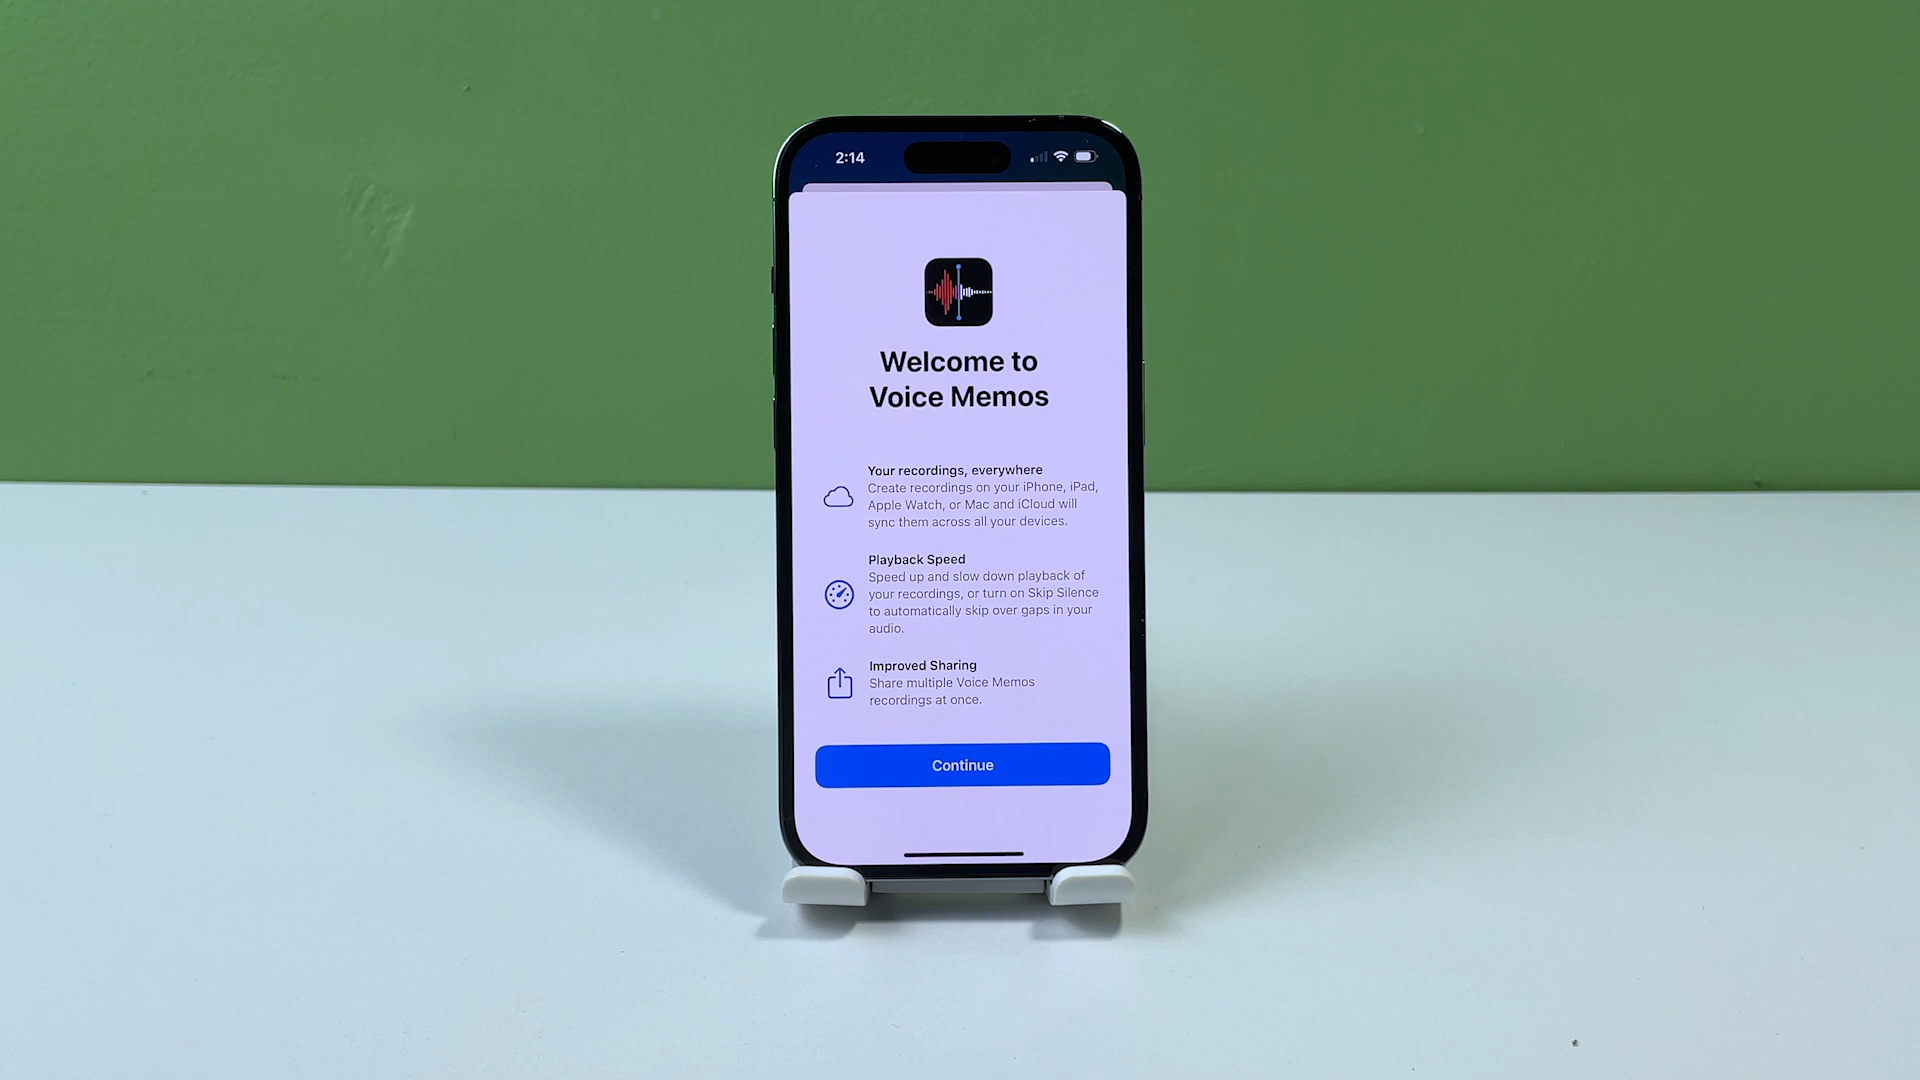 2:14
Welcome to
Voice Memos
Your recordings, everywhere
Create recordings on your iPhone, iPad,
Apple Watch, or Mac and iCloud will
sync them across all your devices.
Playback Speed
Speed up and slow down playback of
your recordings, or turn on Skip Silence
to automatically skip over gaps in your
audio.
Improved Sharing
Share multiple Voice Memos
recordings at once.
Continue